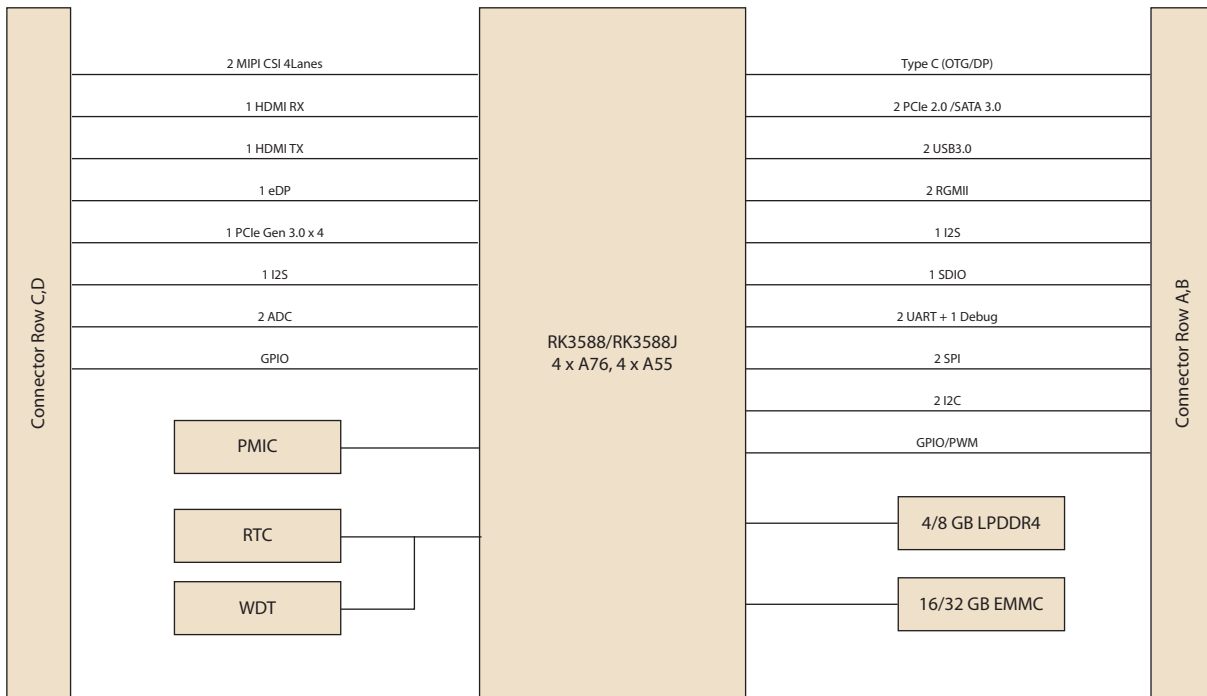 Connector Row C,D
2 MIPI CSI 4Lanes
1 HDMI RX
1 HDMI TX
1 eDP
1 PCIe Gen 3.0 x 4
1 I2S
2 ADC
GPIO
PMIC
RTC
WDT
RK3588/RK3588J
4 x A76, 4 x A55
Type C (OTG/DP)
2 PCIe 2.0 /SATA 3.0
2 USB3.0
2 RGMII
1 I2S
1 SDIO
2 UART + 1 Debug
2 SPI
2 I2C
GPIO/PWM
4/8 GB LPDDR4
16/32 GB EMMC
Connector Row A,B